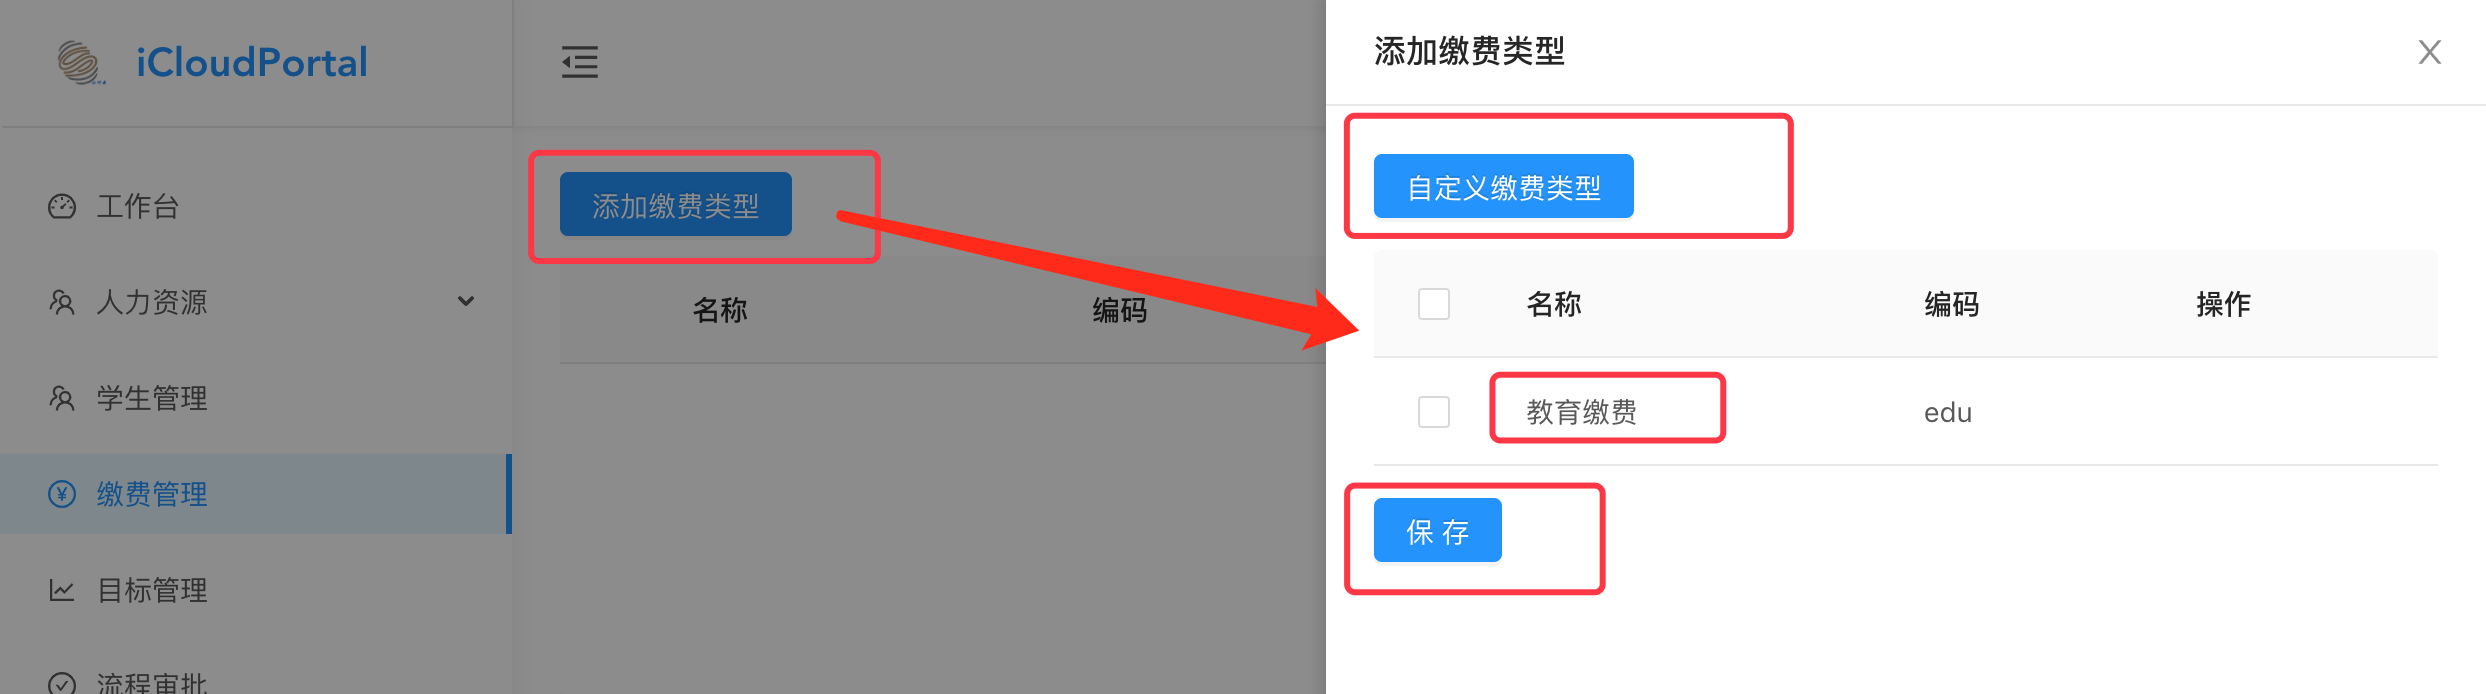 iCloudPortal
工作台
人力资源
学生管理
缴费管理
目标管理
流程审批
添加缴费类型
名称 编码
添加缴费类型
自定义缴费类型
名称 编码 操作
教育缴费 edu
保 存